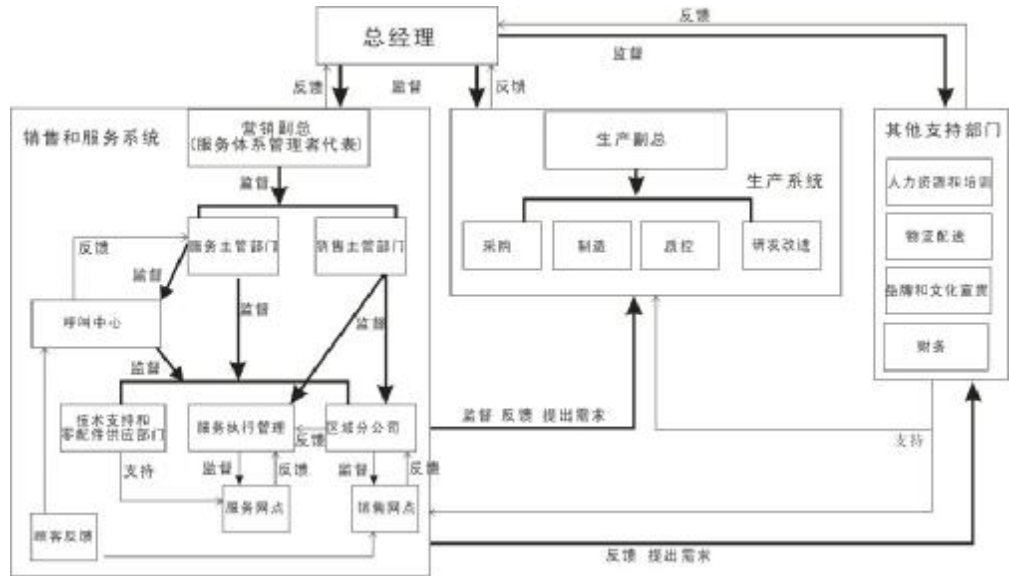 总经理
反馈
监督
反馈
监督
反馈
销售和服务系统
营销副总
(服务体系管理者代表)
生产副总
生产系统
其他支持部门
监督
人力资源和培训
反馈
服务主管部门
销售主管部门
采购
制造
质控
研发改进
物流配送
监督
品牌和文化宣贯
呼叫中心
监督
监督
财务
监督
技术支持和
零配件供应部门
服务执行管理
区域分公司
反馈
监督 反馈 提出需求
支持
支持
监督
反馈
监督
反馈
服务网点
销售网点
顾客反馈
反馈 提出需求